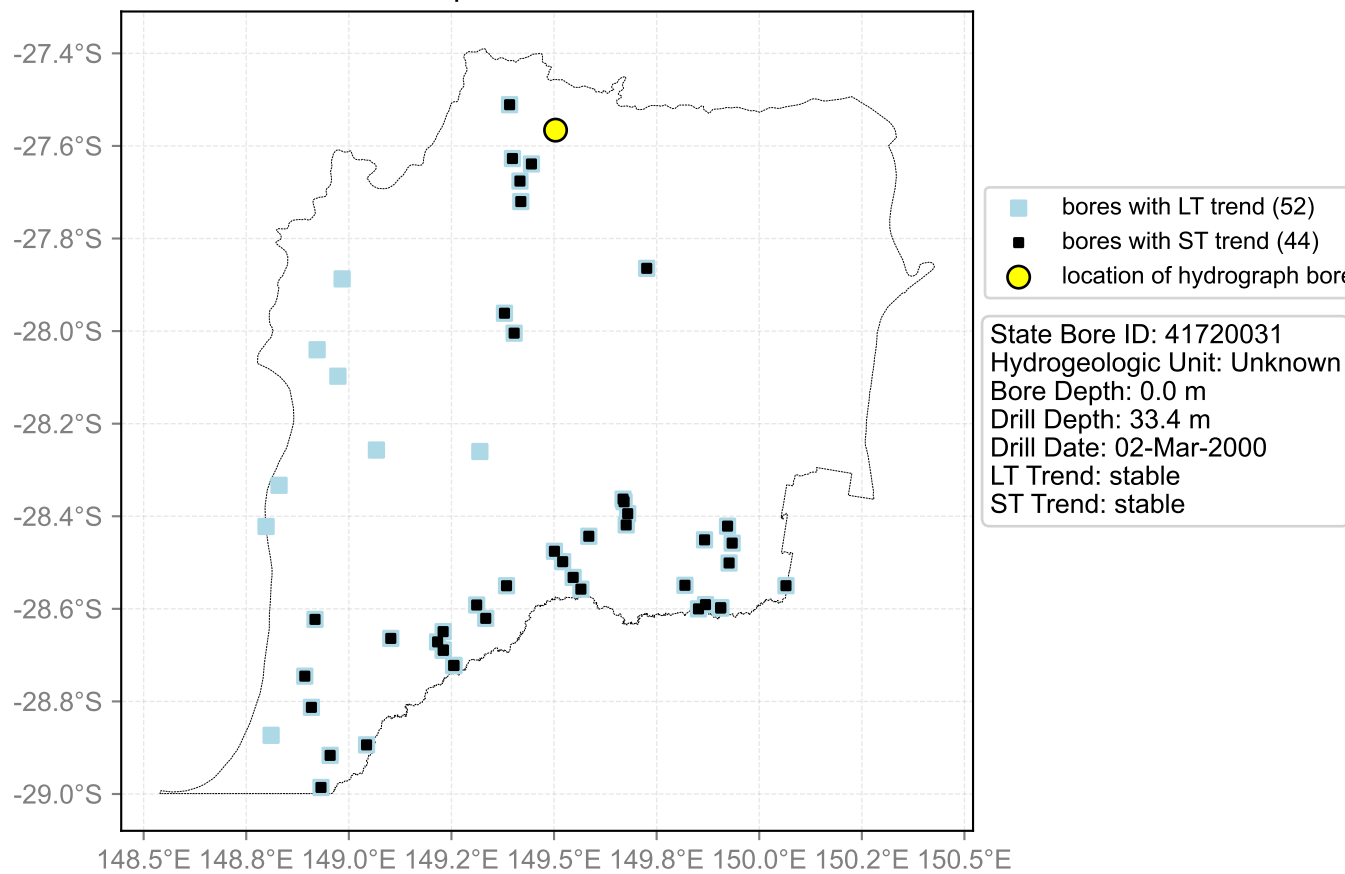 -27.4°S
-27.6°S
-27.8°S
-28.0°S
-28.2°S
-28.4°S
-28.6°S
-28.8°S
-29.0°S
148.5°E 148.8°E 149.0°E 149.2°E 149.5°E 149.8°E 150.0°E 150.2°E 150.5°E
bores with LT trend (52)
bores with ST trend (44)
location of hydrograph bore
State Bore ID: 41720031
Hydrogeologic Unit: Unknown
Bore Depth: 0.0 m
Drill Depth: 33.4 m
Drill Date: 02-Mar-2000
LT Trend: stable
ST Trend: stable